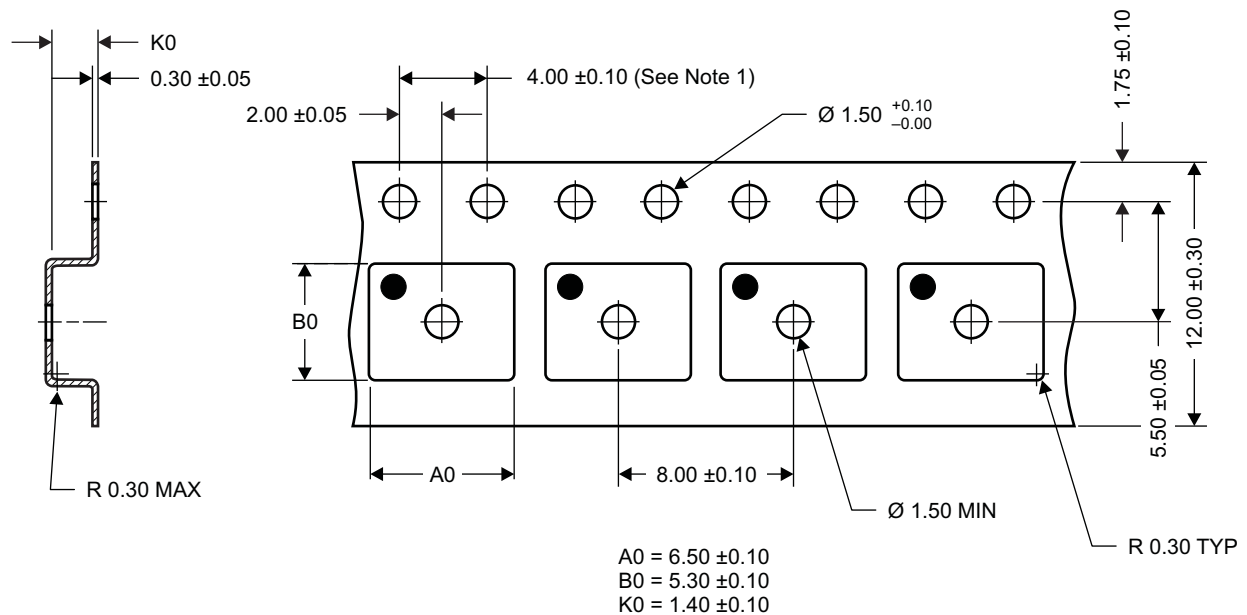 K0
0.30 ±0.05
4.00 ±0.10 (See Note 1)
2.00 ±0.05
Ø 1.50 +0.10
–0.00
1.75 ±0.10
B0
12.00 ±0.30
5.50 ±0.05
A0
8.00 ±0.10
R 0.30 MAX
Ø 1.50 MIN
R 0.30 TYP
A0 = 6.50 ±0.10
B0 = 5.30 ±0.10
K0 = 1.40 ±0.10